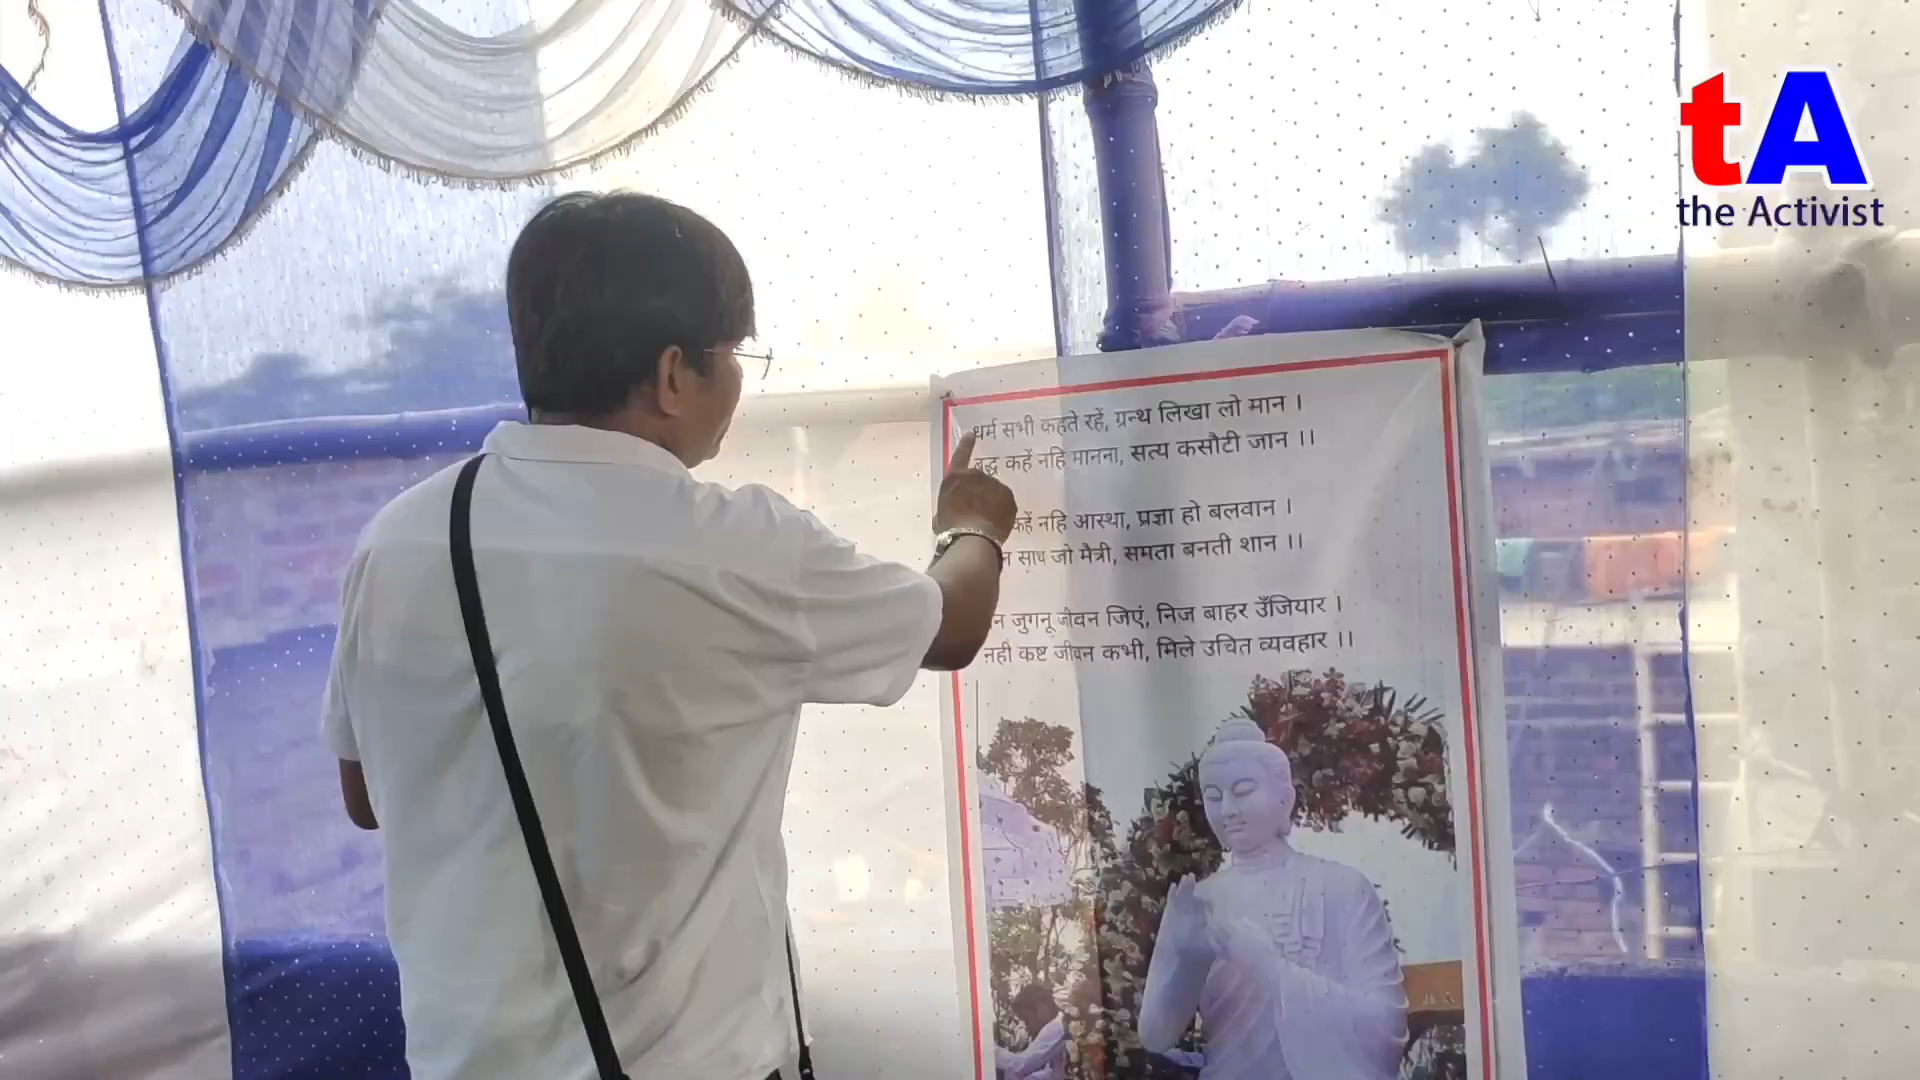 धर्म सभी कहते रहें, ग्रन्थ लिखा लो मान ।
बुद्ध कहें नहि मानना, सत्य कसौटी जान ।।
कहें नहि आस्था, प्रज्ञा हो बलवान ।
साथ जो मैत्री, समता बनती शान ।।
जुगनू जीवन जिएं, निज बाहर उँजियार ।
नहीं कष्ट जीवन कभी, मिले उचित व्यवहार ।।
tA
the Activist